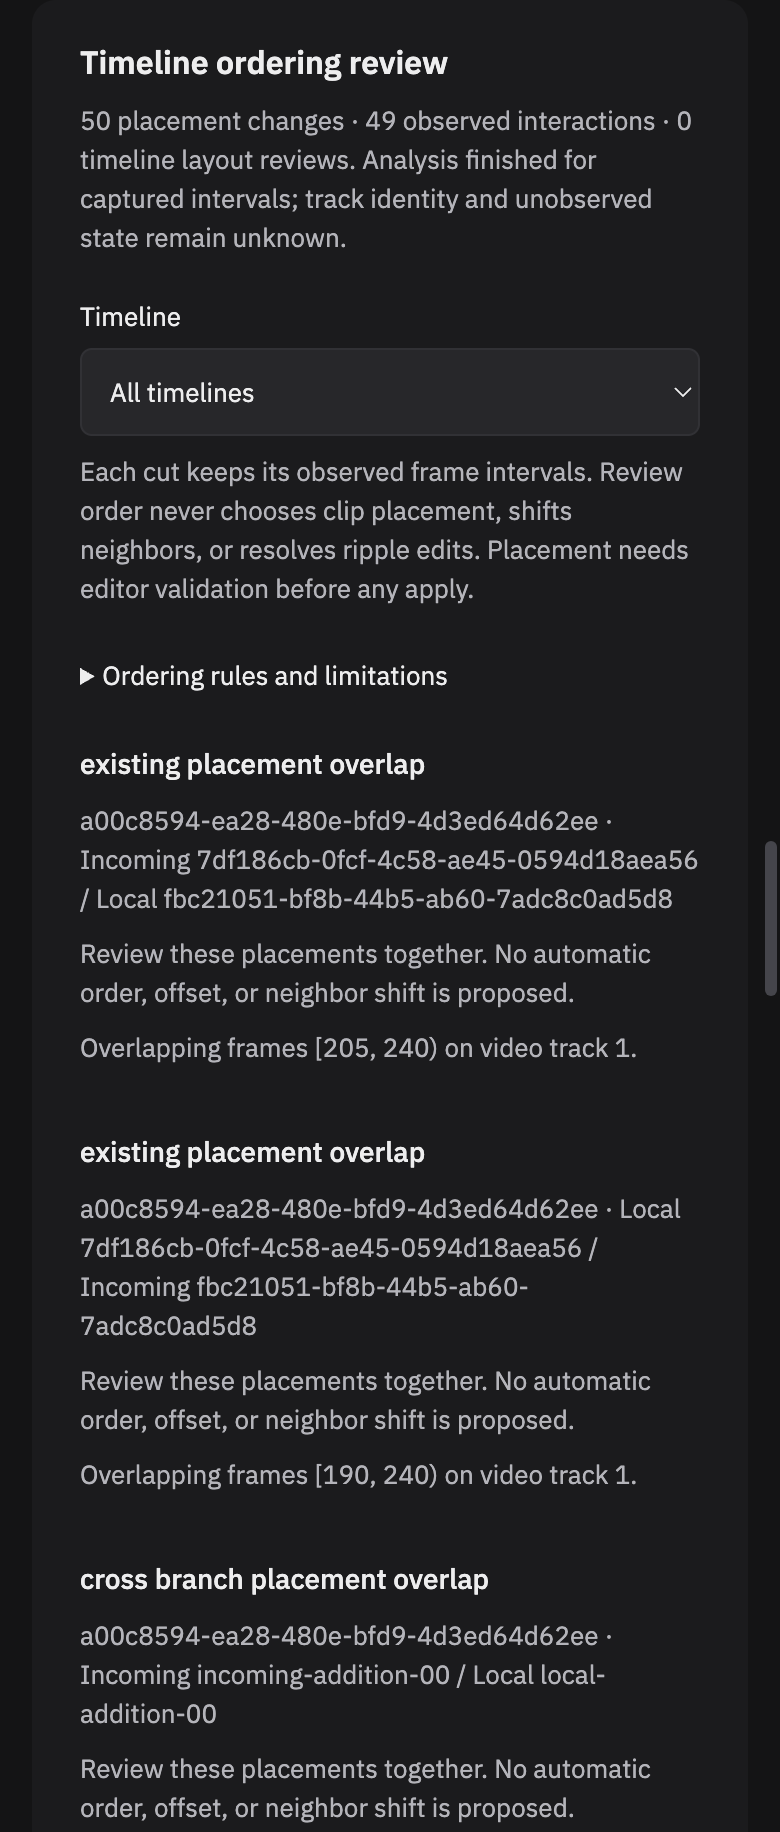 Timeline ordering review
50 placement changes · 49 observed interactions · 0
timeline layout reviews. Analysis finished for
captured intervals; track identity and unobserved
state remain unknown.
Timeline
All timelines
Each cut keeps its observed frame intervals. Review
order never chooses clip placement, shifts
neighbors, or resolves ripple edits. Placement needs
editor validation before any apply.
▶ Ordering rules and limitations
existing placement overlap
a00c8594-ea28-480e-bfd9-4d3ed64d62ee ·
Incoming 7df186cb-0fcf-4c58-ae45-0594d18aea56
/ Local fbc21051-bf8b-44b5-ab60-7adc8c0ad5d8
Review these placements together. No automatic
order, offset, or neighbor shift is proposed.
Overlapping frames [205, 240) on video track 1.
existing placement overlap
a00c8594-ea28-480e-bfd9-4d3ed64d62ee · Local
7df186cb-0fcf-4c58-ae45-0594d18aea56 /
Incoming fbc21051-bf8b-44b5-ab60-
7adc8c0ad5d8
Review these placements together. No automatic
order, offset, or neighbor shift is proposed.
Overlapping frames [190, 240) on video track 1.
cross branch placement overlap
a00c8594-ea28-480e-bfd9-4d3ed64d62ee ·
Incoming incoming-addition-00 / Local local-
addition-00
Review these placements together. No automatic
order, offset, or neighbor shift is proposed.